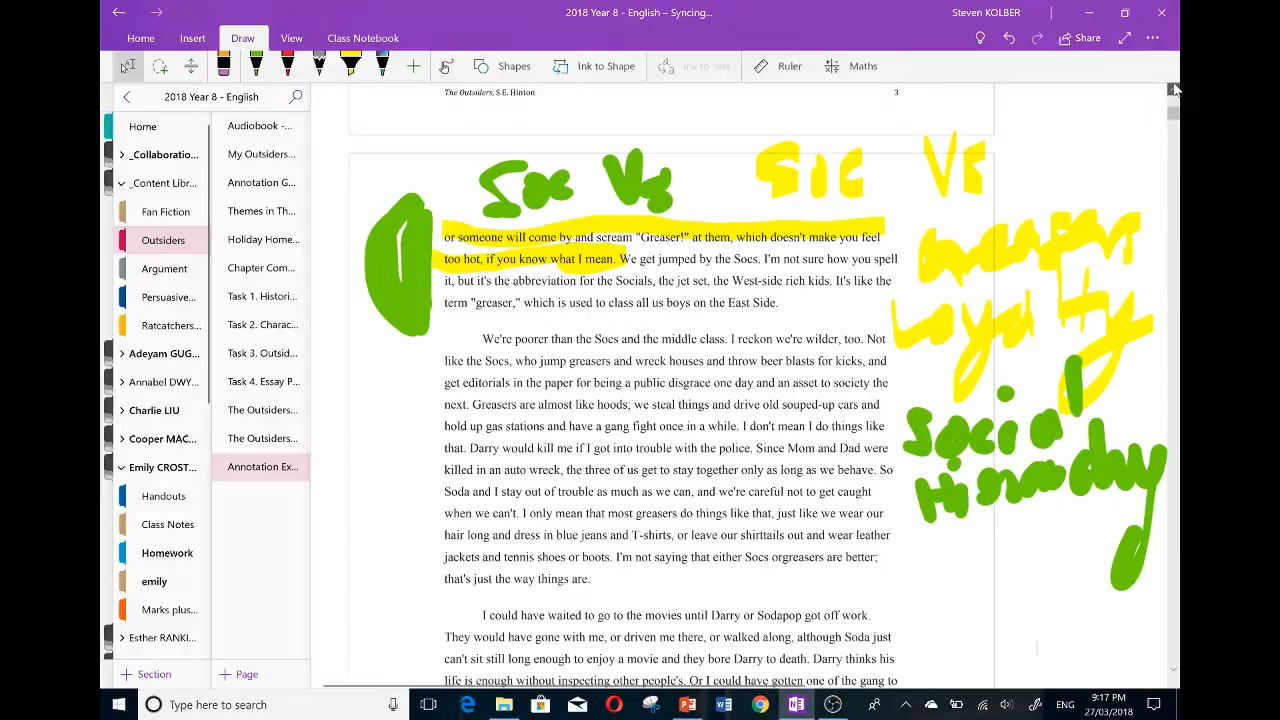 2018 Year 8 - English – Syncing...
Steven KOLBER
Home
Insert
Draw
View
Class Notebook
Share
Shapes
Ink to Shape
Ink to Text
Ruler
Maths
2018 Year 8 - English
Home
_Collaboratio...
_Content Libr...
Fan Fiction
Outsiders
Argument
Persuasive...
Ratcatchers...
Adeyam GUG...
Annabel DWY...
Charlie LIU
Cooper MAC...
Emily CROST...
Handouts
Class Notes
Homework
emily
Marks plus...
Esther RANKI...
Section
Audiobook -...
My Outsiders...
Annotation G...
Themes in Th...
Holiday Home...
Chapter Com...
Task 1. Histori...
Task 2. Charac...
Task 3. Outsid...
Task 4. Essay P...
The Outsiders...
The Outsiders...
Annotation Ex...
Page
The Outsiders, S.E. Hinton
3
Soc Vs
Vs
or someone will come by and scream "Greaser!" at them, which doesn't make you feel
too hot, if you know what I mean. We get jumped by the Socs. I'm not sure how you spell
it, but it's the abbreviation for the Socials, the jet set, the West-side rich kids. It's like the
term "greaser," which is used to class all us boys on the East Side.
We're poorer than the Socs and the middle class. I reckon we're wilder, too. Not
like the Socs, who jump greasers and wreck houses and throw beer blasts for kicks, and
get editorials in the paper for being a public disgrace one day and an asset to society the
next. Greasers are almost like hoods; we steal things and drive old souped-up cars and
hold up gas stations and have a gang fight once in a while. I don't mean I do things like
that. Darry would kill me if I got into trouble with the police. Since Mom and Dad were
killed in an auto wreck, the three of us get to stay together only as long as we behave. So
Soda and I stay out of trouble as much as we can, and we're careful not to get caught
when we can't. I only mean that most greasers do things like that, just like we wear our
hair long and dress in blue jeans and T-shirts, or leave our shirttails out and wear leather
jackets and tennis shoes or boots. I'm not saying that either Socs orgreasers are better;
that's just the way things are.
I could have waited to go to the movies until Darry or Sodapop got off work.
They would have gone with me, or driven me there, or walked along, although Soda just
can't sit still long enough to enjoy a movie and they bore Darry to death. Darry thinks his
life is enough without inspecting other people's. Or I could have gotten one of the gang to
Loyalty
Social
Type here to search
9:17 PM
27/03/2018